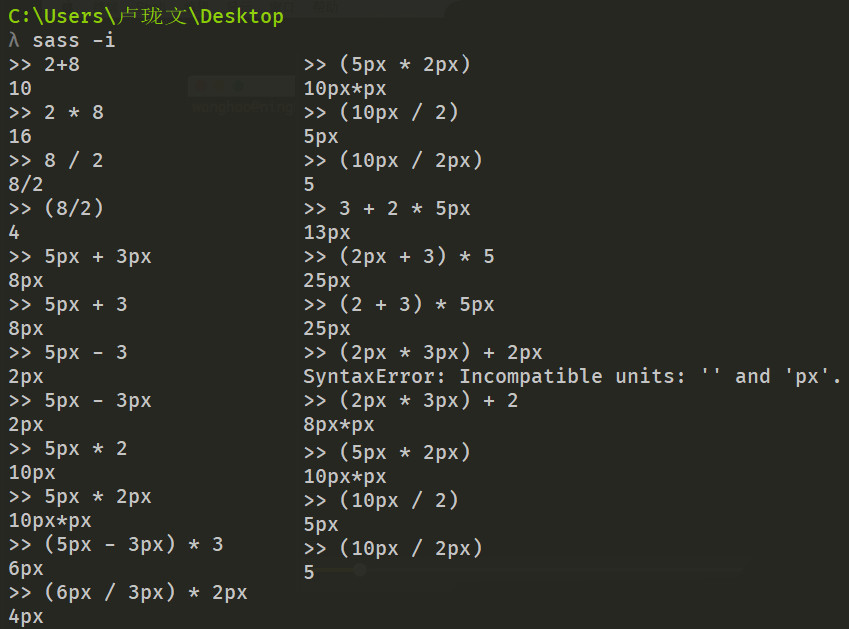 C:\Users\卢珑文\Desktop
λ sass -i
>> 2+8
10
>> 2 * 8
16
>> 8 / 2
8/2
>> (8/2)
4
>> 5px + 3px
8px
>> 5px + 3
8px
>> 5px - 3
2px
>> 5px - 3px
2px
>> 5px * 2
10px
>> 5px * 2px
10px*px
>> (5px - 3px) * 3
6px
>> (6px / 3px) * 2px
4px
>> (5px * 2px)
10px*px
>> (10px / 2)
5px
>> (10px / 2px)
5
>> 3 + 2 * 5px
13px
>> (2px + 3) * 5
25px
>> (2 + 3) * 5px
25px
>> (2px * 3px) + 2px
SyntaxError: Incompatible units: '' and 'px'.
>> (2px * 3px) + 2
8px*px
>> (5px * 2px)
10px*px
>> (10px / 2)
5px
>> (10px / 2px)
5